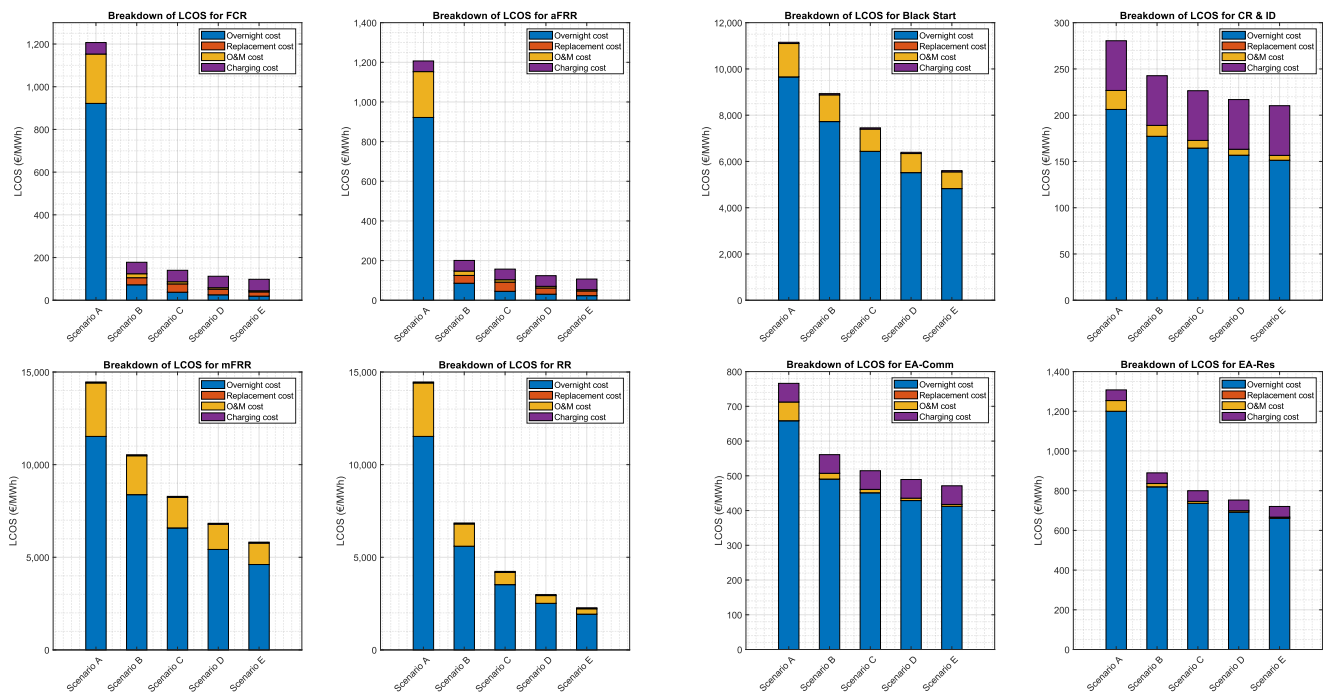 Breakdown of LCOS for FCR
Overnight cost
Replacement cost
O&M cost
Charging cost
1,200
1,000
800
600
400
200
0
LCOS (€/MWh)
Scenario A
Scenario B
Scenario C
Scenario D
Scenario E
Breakdown of LCOS for aFRR
Overnight cost
Replacement cost
O&M cost
Charging cost
1,400
1,200
1,000
800
600
400
200
0
LCOS (€/MWh)
Scenario A
Scenario B
Scenario C
Scenario D
Scenario E
Breakdown of LCOS for Black Start
Overnight cost
Replacement cost
O&M cost
Charging cost
12,000
10,000
8,000
6,000
4,000
2,000
0
LCOS (€/MWh)
Scenario A
Scenario B
Scenario C
Scenario D
Scenario E
Breakdown of LCOS for CR & ID
Overnight cost
Replacement cost
O&M cost
Charging cost
300
250
200
150
100
50
0
LCOS (€/MWh)
Scenario A
Scenario B
Scenario C
Scenario D
Scenario E
Breakdown of LCOS for mFRR
Overnight cost
Replacement cost
O&M cost
Charging cost
15,000
10,000
5,000
0
LCOS (€/MWh)
Scenario A
Scenario B
Scenario C
Scenario D
Scenario E
Breakdown of LCOS for RR
Overnight cost
Replacement cost
O&M cost
Charging cost
15,000
10,000
5,000
0
LCOS (€/MWh)
Scenario A
Scenario B
Scenario C
Scenario D
Scenario E
Breakdown of LCOS for EA-Comm
Overnight cost
Replacement cost
O&M cost
Charging cost
800
700
600
500
400
300
200
100
0
LCOS (€/MWh)
Scenario A
Scenario B
Scenario C
Scenario D
Scenario E
Breakdown of LCOS for EA-Res
Overnight cost
Replacement cost
O&M cost
Charging cost
1,400
1,200
1,000
800
600
400
200
0
LCOS (€/MWh)
Scenario A
Scenario B
Scenario C
Scenario D
Scenario E